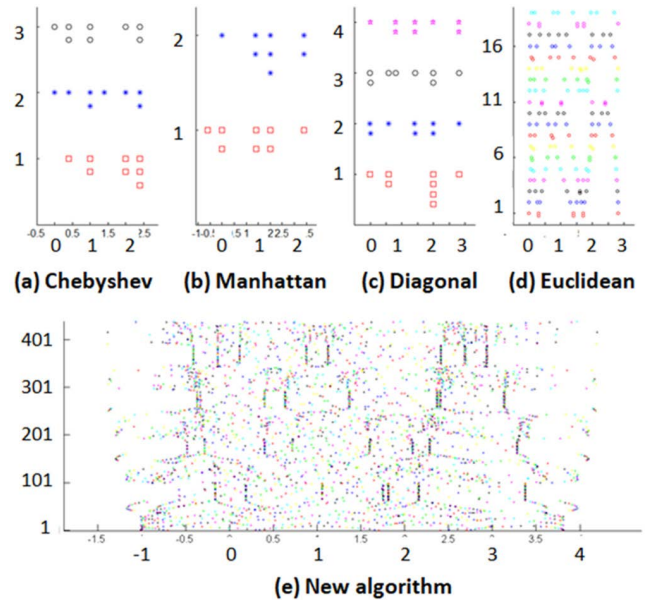 3
2
1
-0.5 0.5 1.5 2.5
0 1 2
(a) Chebyshev
2
1
0 1 2
(b) Manhattan
4
3
2
1
0 1 2 3
(c) Diagonal
16
11
6
1
0 1 2 3
(d) Euclidean
401
301
201
101
1
-1.5 0.5 1.5 2.5 3.5
-1 0 1 2 3 4
(e) New algorithm